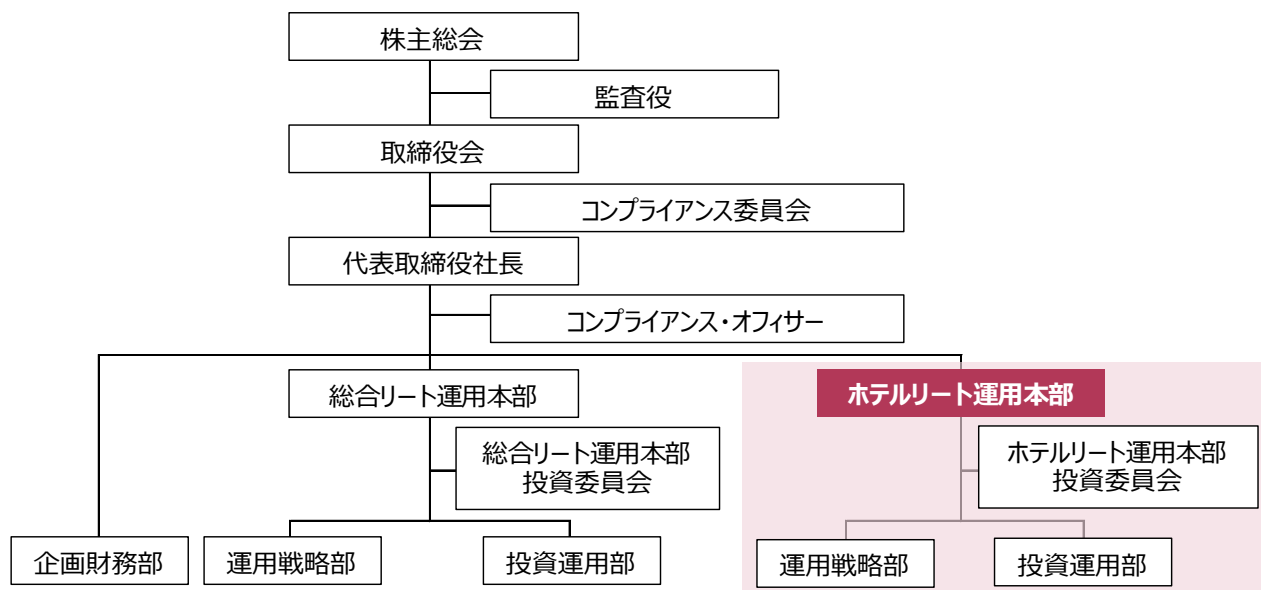 株主総会
監査役
取締役会
コンプライアンス委員会
代表取締役社長
コンプライアンス・オフィサー
総合リート運用本部
ホテルリート運用本部
総合リート運用本部
投資委員会
ホテルリート運用本部
投資委員会
企画財務部
運用戦略部
投資運用部
運用戦略部
投資運用部